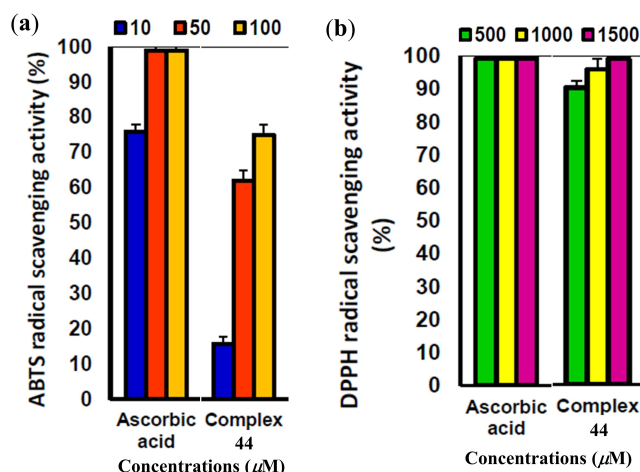 (a)
10 50 100
ABTS radical scavenging activity (%)
100
90
80
70
60
50
40
30
20
10
0
Ascorbic acid
Complex 44
Concentrations (μM)
(b)
500 1000 1500
DPPH radical scavenging activity
(%)
100
90
80
70
60
50
40
30
20
10
0
Ascorbic acid
Complex 44
Concentrations (μM)